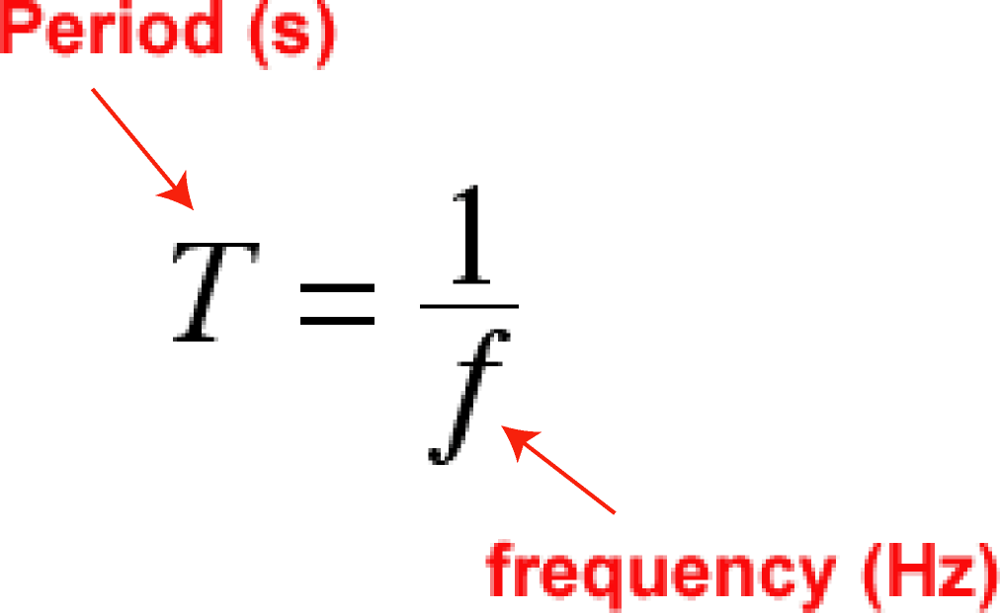 Period (s)
T = 1/f
frequency (Hz)